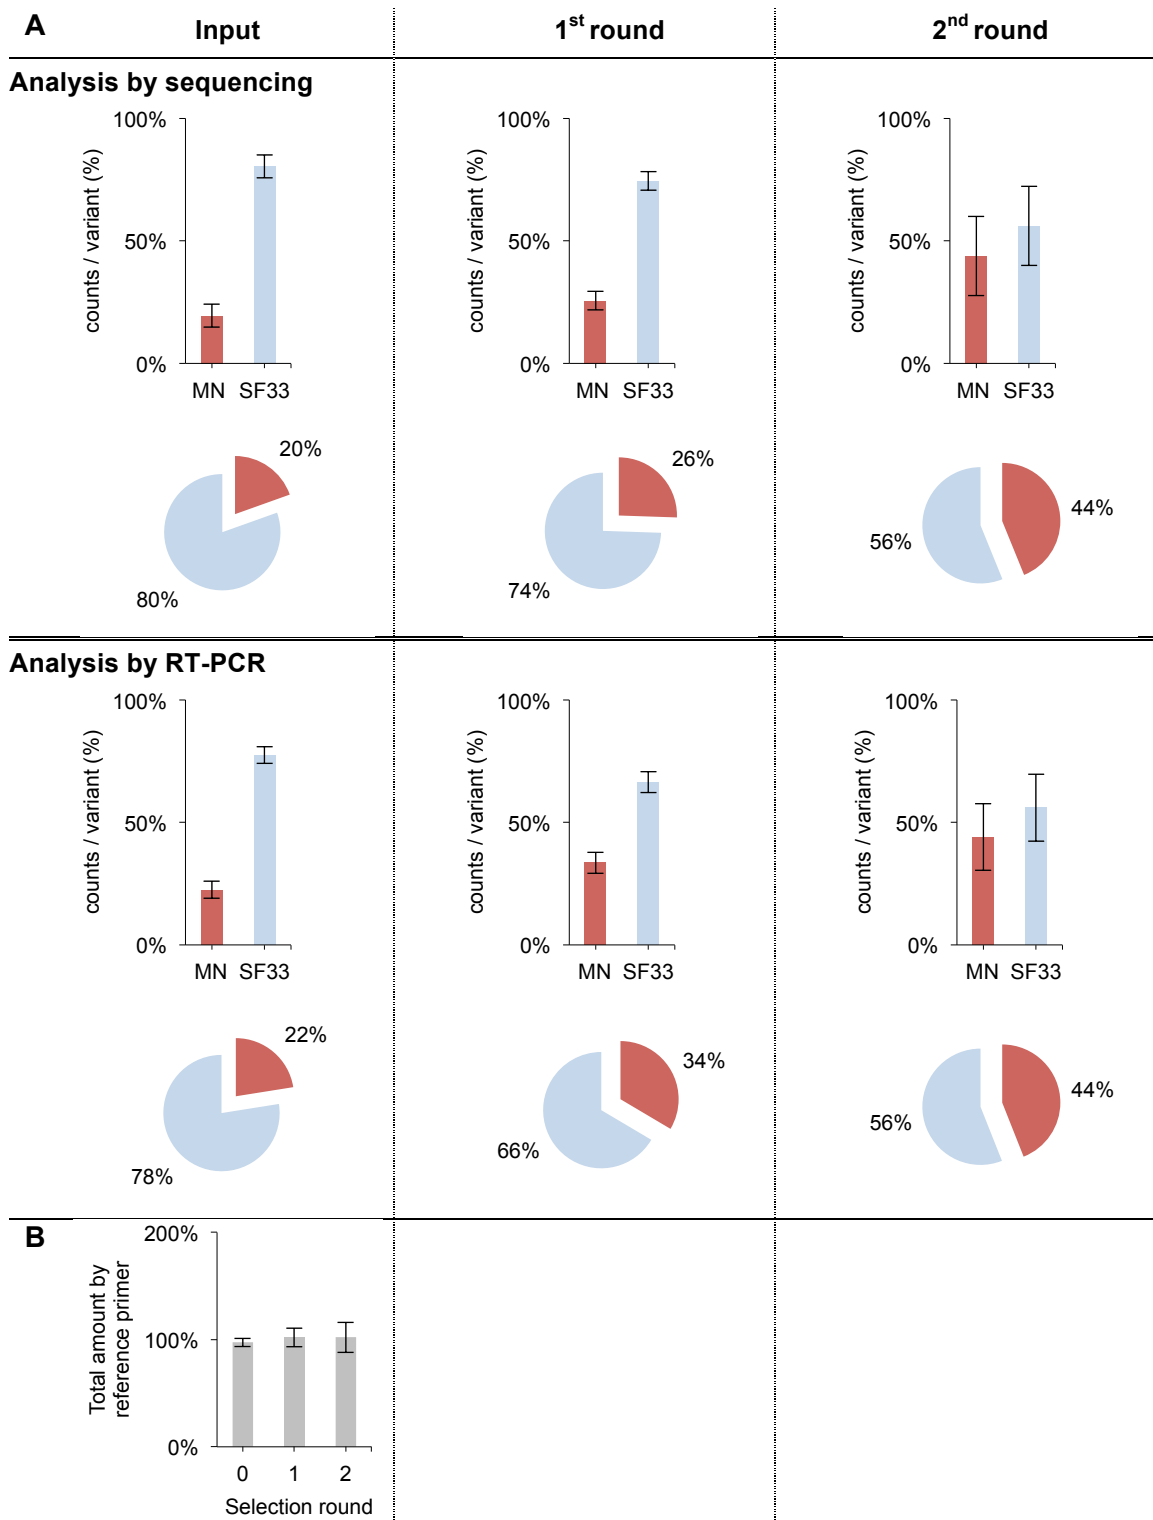 A Input 1st round 2nd round
Analysis by sequencing
counts / variant (%)
100%
50%
0%
MN SF33
counts / variant (%)
100%
50%
0%
MN SF33
counts / variant (%)
100%
50%
0%
MN SF33
20%
80%
26%
74%
44%
56%
Analysis by RT-PCR
counts / variant (%)
100%
50%
0%
MN SF33
counts / variant (%)
100%
50%
0%
MN SF33
counts / variant (%)
100%
50%
0%
MN SF33
22%
78%
34%
66%
44%
56%
B
Total amount by
reference primer
200%
100%
0%
0 1 2
Selection round